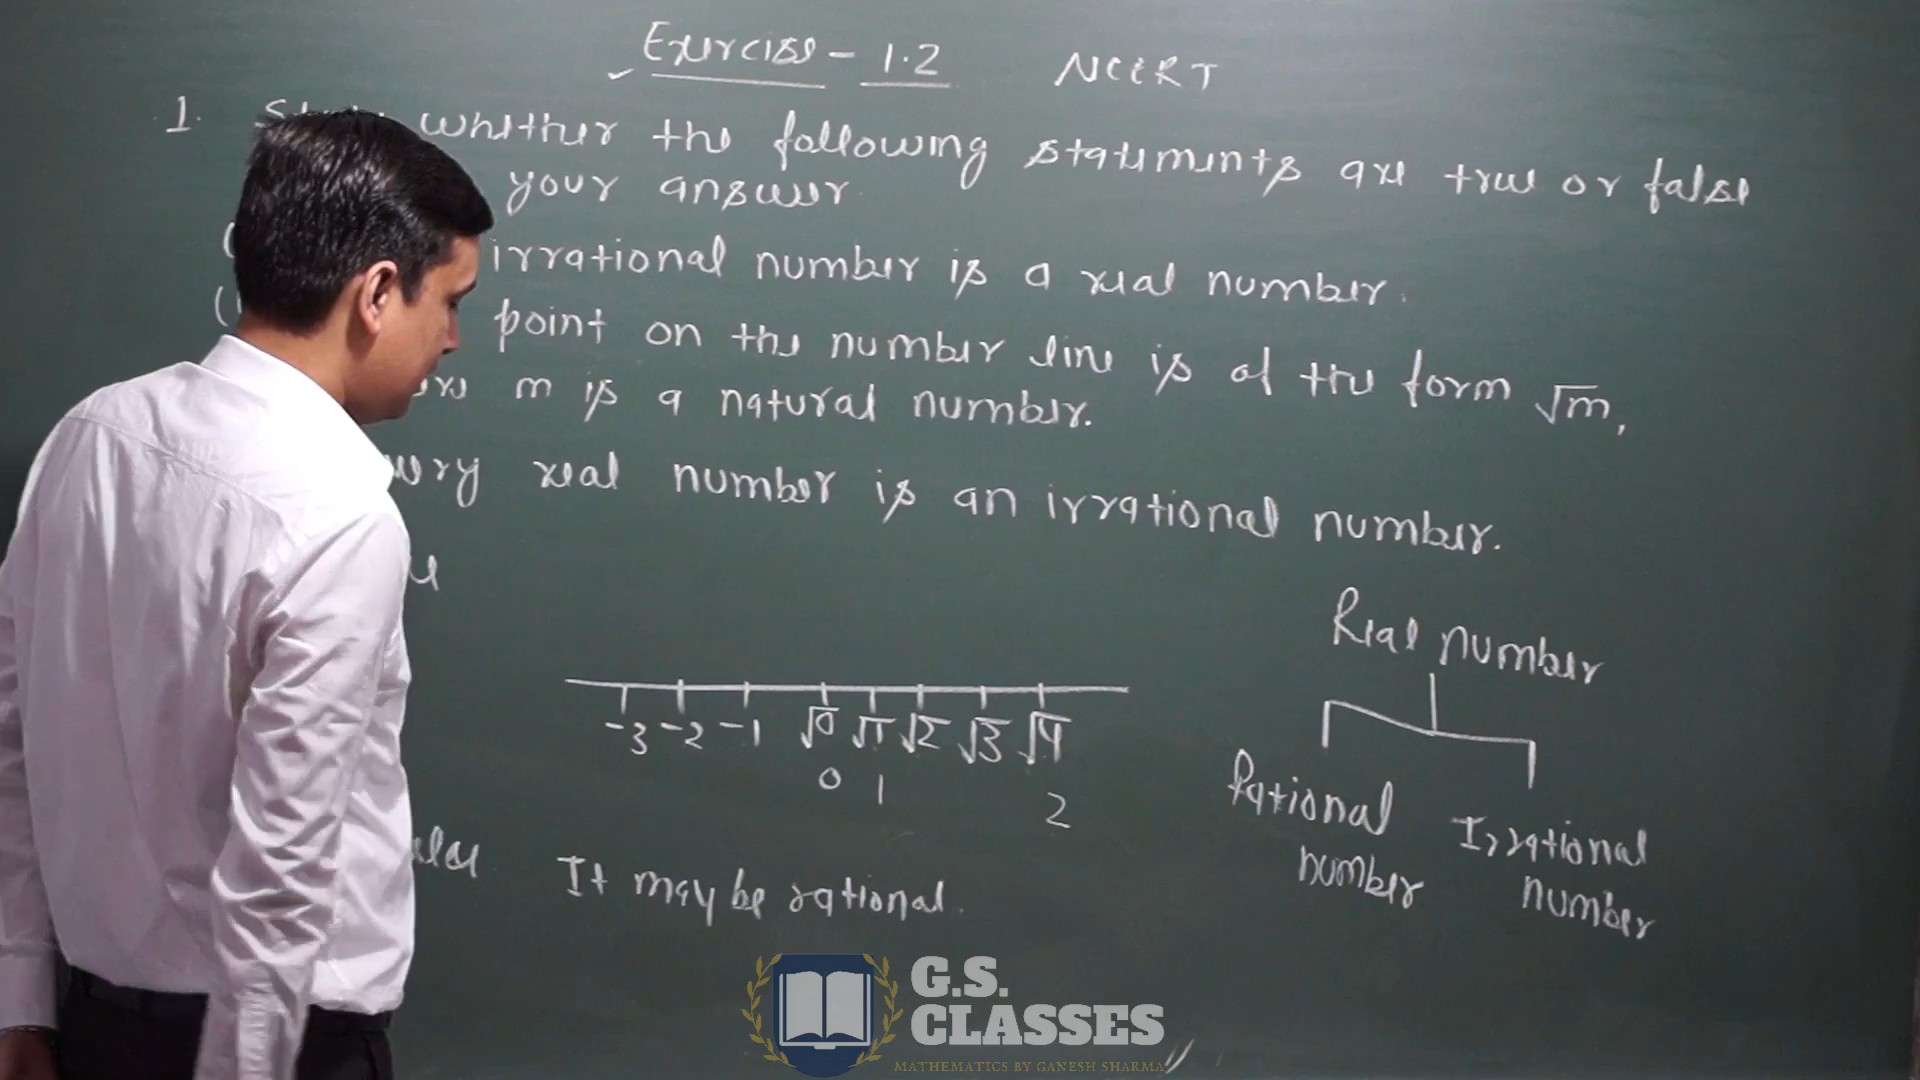 Exercise - 1.2 NCERT
1. whether the following statements are true or false
your answer.
irrational number is a real number.
point on the number line is of the form √m,
m is a natural number.
real number is an irrational number.
Real number
-3 -2 -1 √0 √1 √2 √3 √4
0 1 2
Rational number
Irrational number
It may be rational.
G.S.
CLASSES
MATHEMATICS BY GANESH SHARMA